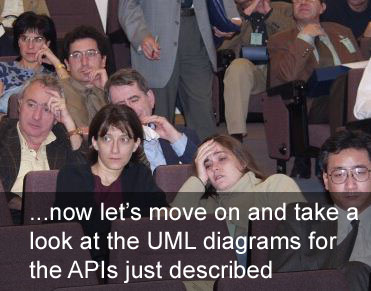 ...now let's move on and take a
look at the UML diagrams for
the APIs just described